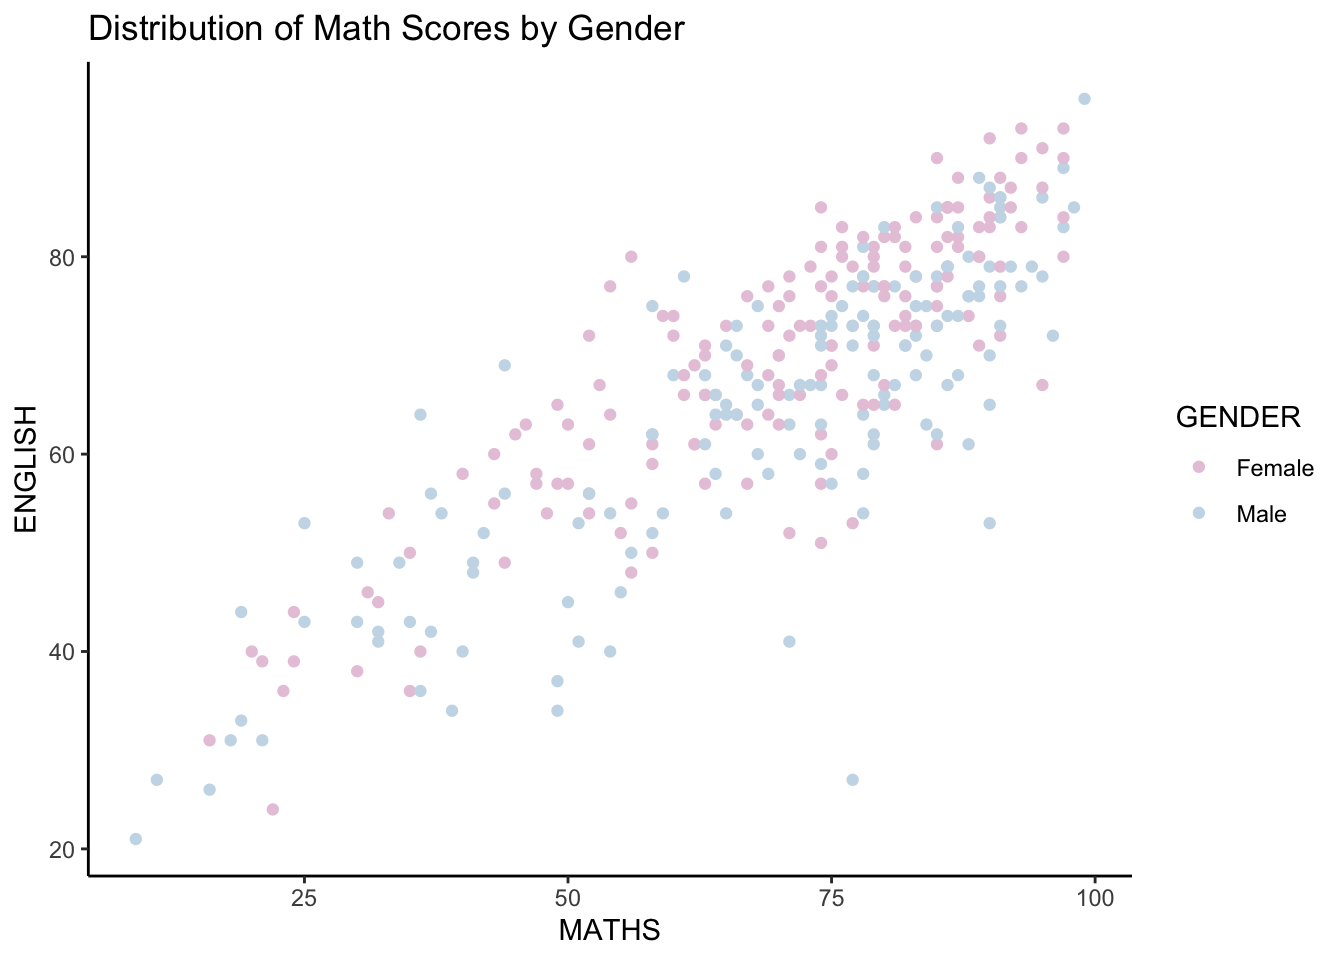 Distribution of Math Scores by Gender
ENGLISH
80
60
40
20
25 50 75 100
MATHS
GENDER
Female
Male